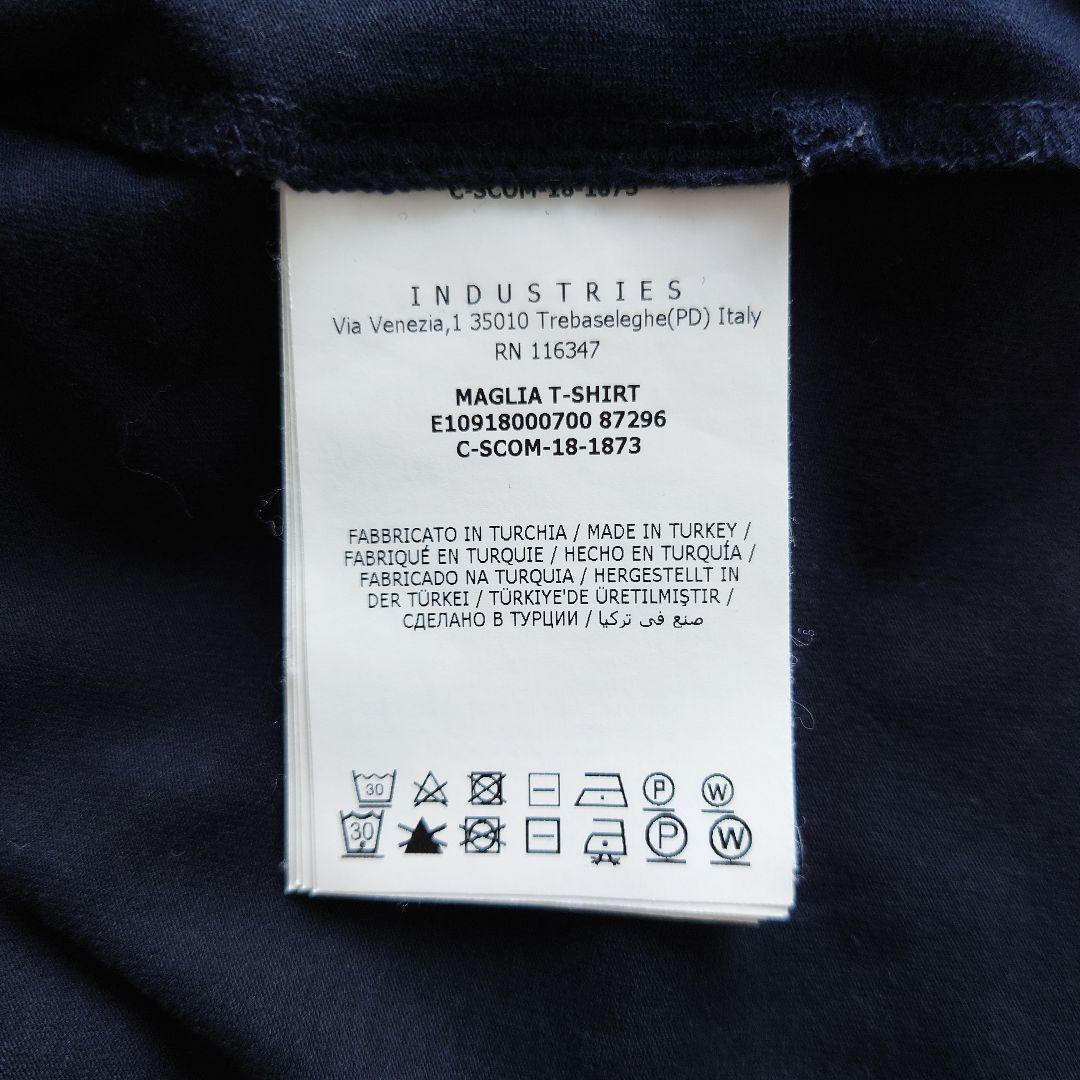 C-SCOM-18-1873
INDUSTRIES
Via Venezia,1 35010 Trebaseleghe(PD) Italy
RN 116347
MAGLIA T-SHIRT
E10918000700 87296
C-SCOM-18-1873
FABBRICATO IN TURCHIA / MADE IN TURKEY /
FABRIQUÉ EN TURQUIE / HECHO EN TURQUÍA /
FABRICADO NA TURQUIA / HERGESTELLT IN
DER TÜRKEI / TÜRKIYE'DE ÜRETILMIŞTIR /
СДЕЛАНО В ТУРЦИИ / صنع فى تركيا
30 P W
30 P W